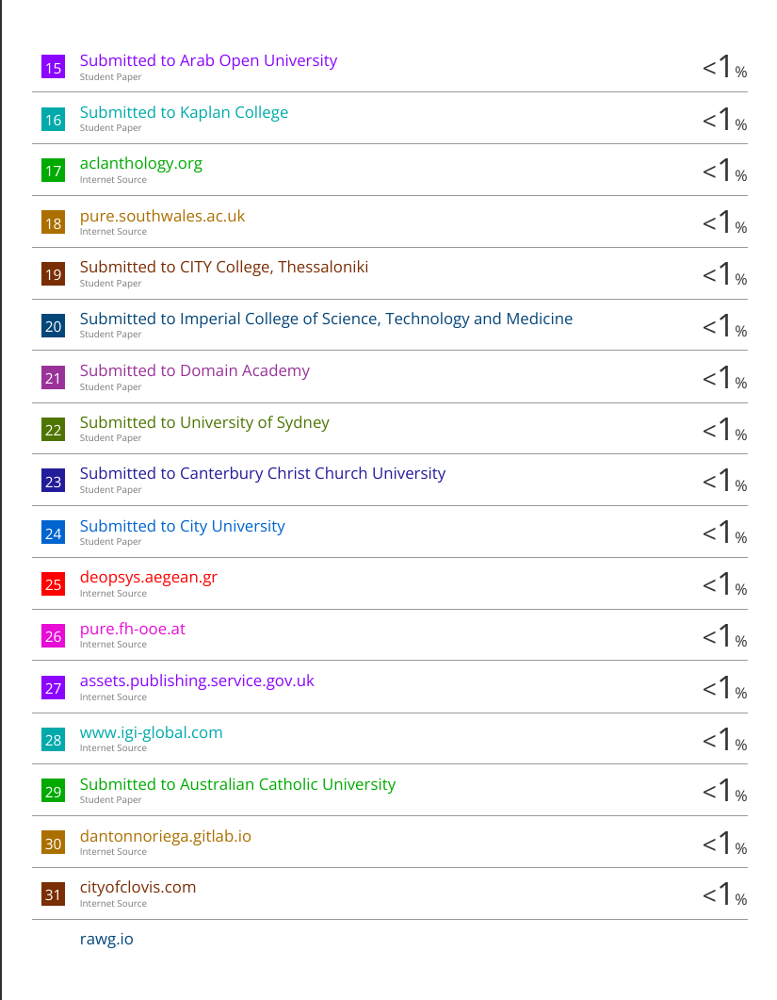 15 Submitted to Arab Open University <1%
Student Paper
16 Submitted to Kaplan College <1%
Student Paper
17 aclanthology.org <1%
Internet Source
18 pure.southwales.ac.uk <1%
Internet Source
19 Submitted to CITY College, Thessaloniki <1%
Student Paper
20 Submitted to Imperial College of Science, Technology and Medicine <1%
Student Paper
21 Submitted to Domain Academy <1%
Student Paper
22 Submitted to University of Sydney <1%
Student Paper
23 Submitted to Canterbury Christ Church University <1%
Student Paper
24 Submitted to City University <1%
Student Paper
25 deopsys.aegean.gr <1%
Internet Source
26 pure.fh-ooe.at <1%
Internet Source
27 assets.publishing.service.gov.uk <1%
Internet Source
28 www.igi-global.com <1%
Internet Source
29 Submitted to Australian Catholic University <1%
Student Paper
30 dantonnoriega.gitlab.io <1%
Internet Source
31 cityofclovis.com <1%
Internet Source
rawg.io